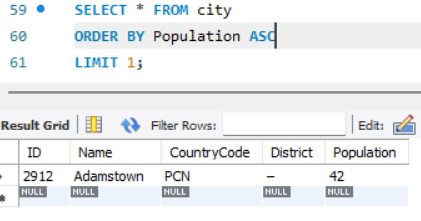 59 SELECT * FROM city
60 ORDER BY Population ASC
61 LIMIT 1;
Result Grid Filter Rows: Edit:
ID Name CountryCode District Population
2912 Adamstown PCN – 42
NULL NULL NULL NULL NULL